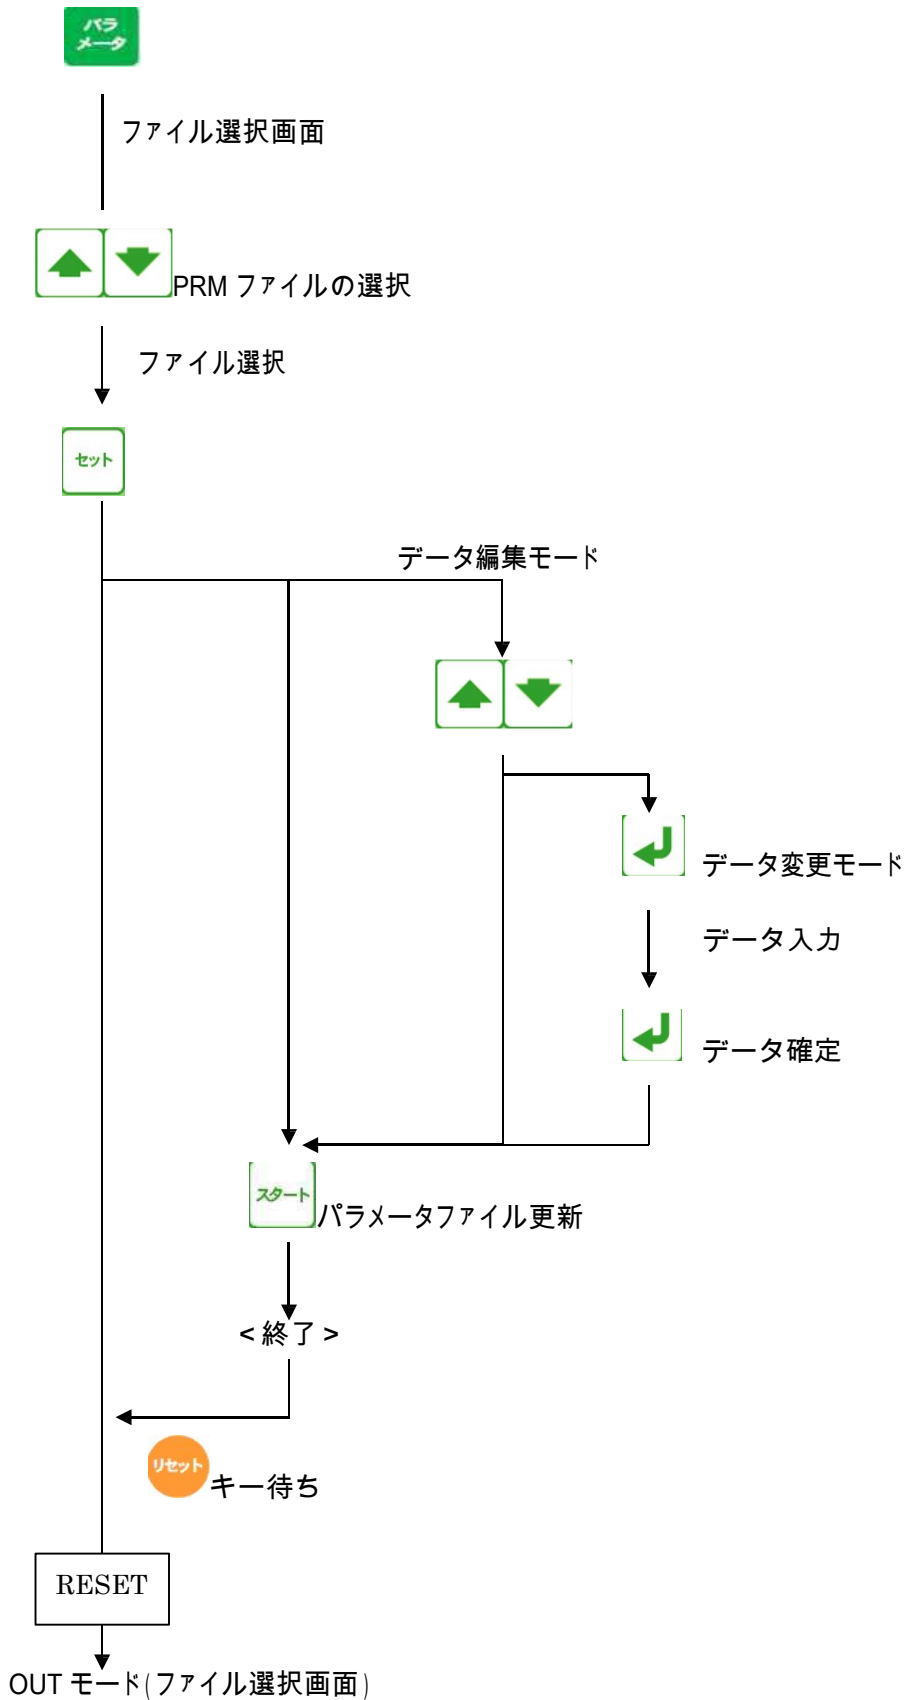 パラ
メータ
ファイル選択画面
PRM ファイルの選択
ファイル選択
セット
データ編集モード
データ変更モード
データ入力
データ確定
スタート
パラメータファイル更新
<終了>
リセット
キー待ち
RESET
OUT モード(ファイル選択画面)